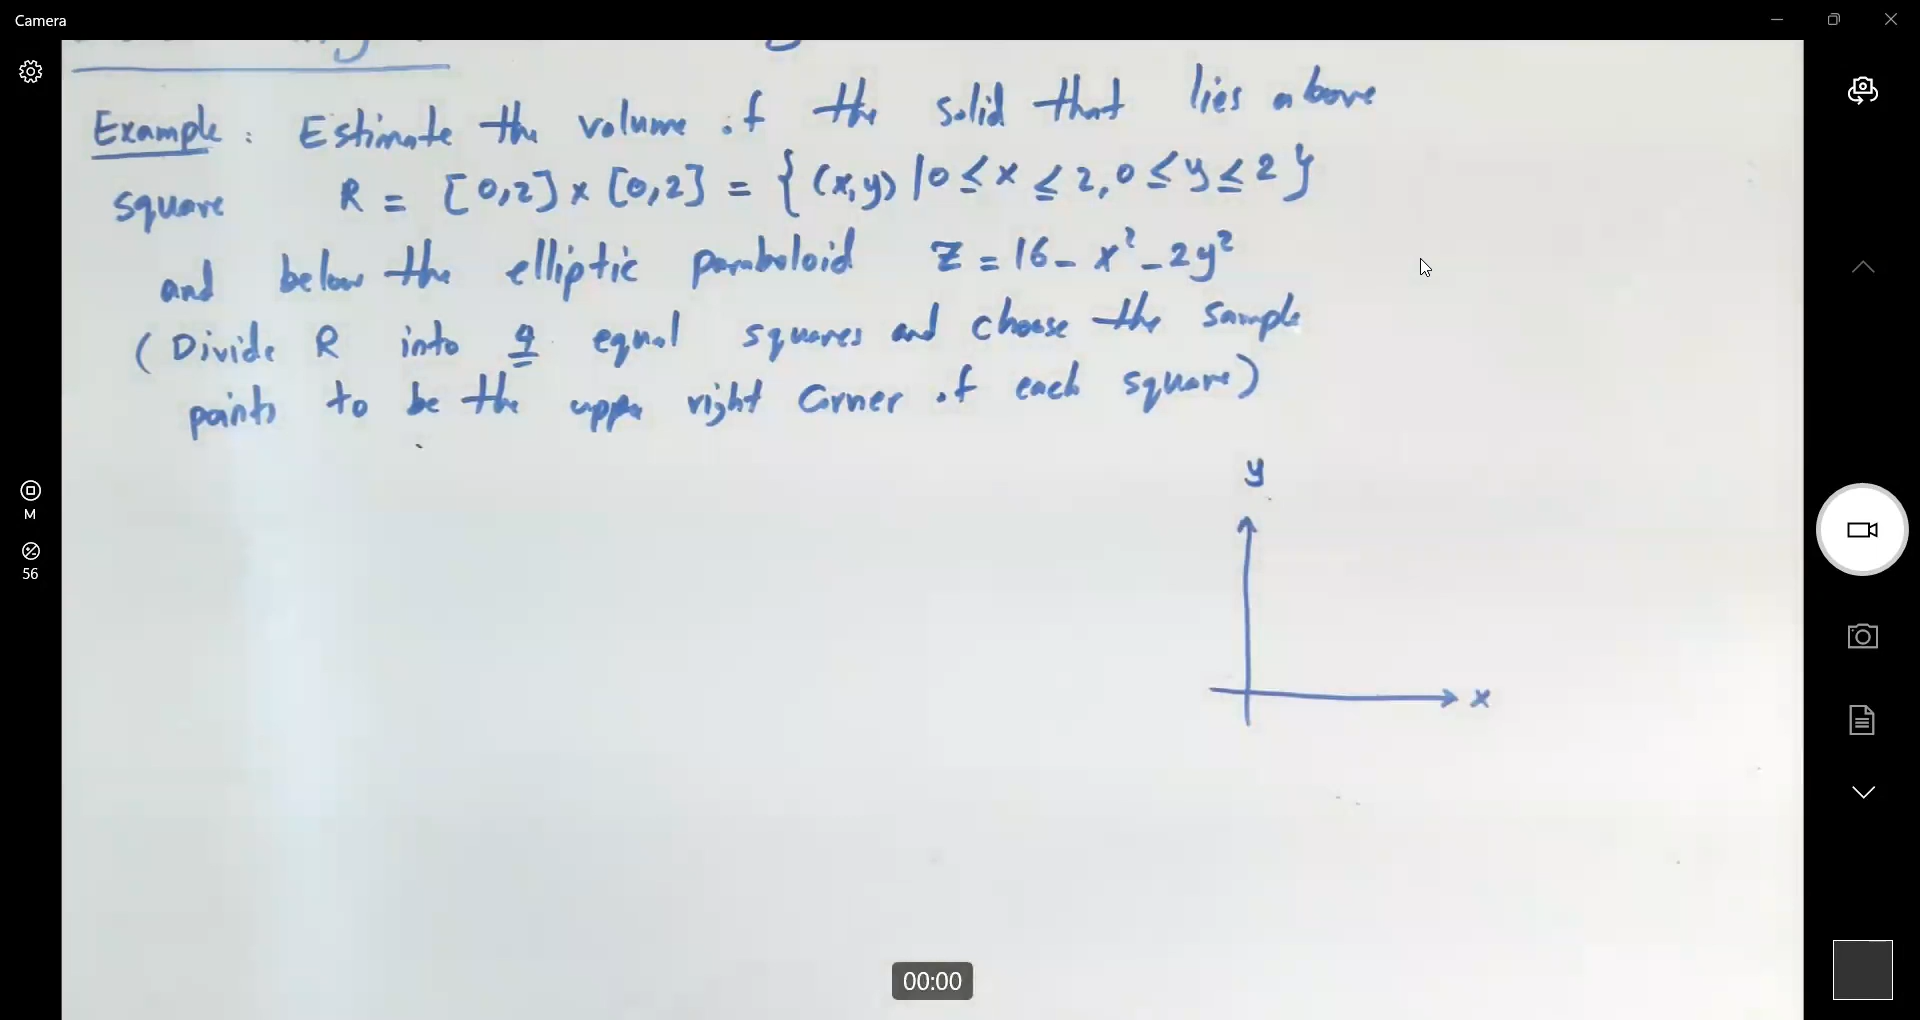 Camera
Example: Estimate the volume of the solid that lies above
square R = [0,2] × [0,2] = {(x,y) | 0 ≤ x ≤ 2, 0 ≤ y ≤ 2}
and below the elliptic paraboloid z = 16 - x² - 2y²
(Divide R into 4 equal squares and choose the sample
points to be the upper right corner of each square)
y
x
M
56
00:00